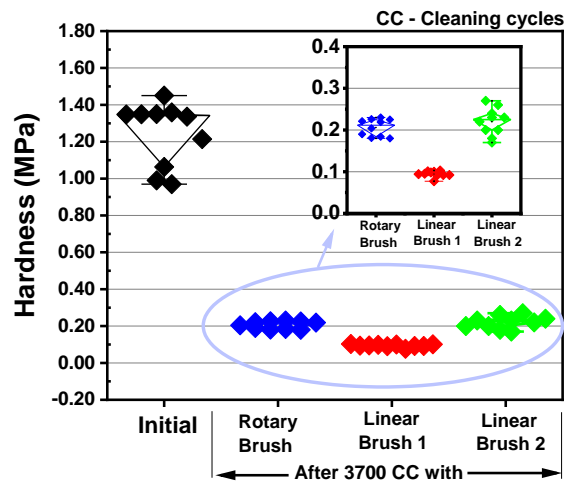 CC - Cleaning cycles
Hardness (MPa)
1.80
1.60
1.40
1.20
1.00
0.80
0.60
0.40
0.20
0.00
-0.20
0.4
0.3
0.2
0.1
0.0
Rotary
Brush
Linear
Brush 1
Linear
Brush 2
Initial
Rotary
Brush
Linear
Brush 1
Linear
Brush 2
After 3700 CC with